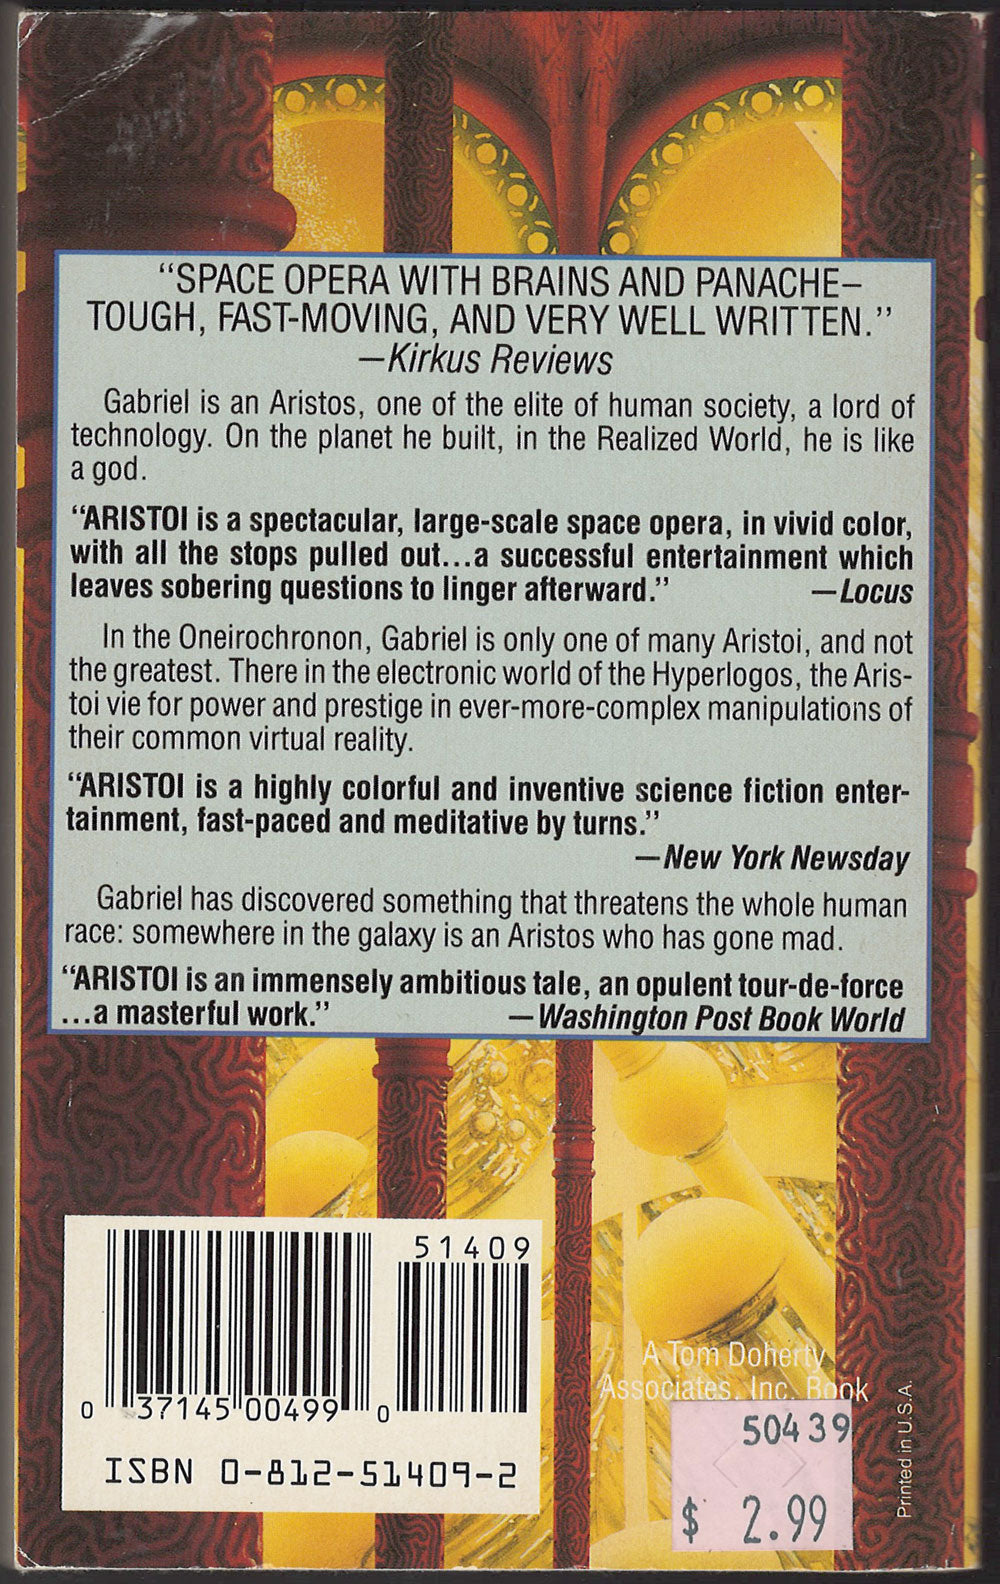 “SPACE OPERA WITH BRAINS AND PANACHE–
TOUGH, FAST-MOVING, AND VERY WELL WRITTEN.”
—Kirkus Reviews
Gabriel is an Aristos, one of the elite of human society, a lord of
technology. On the planet he built, in the Realized World, he is like
a god.
“ARISTOI is a spectacular, large-scale space opera, in vivid color,
with all the stops pulled out...a successful entertainment which
leaves sobering questions to linger afterward.” —Locus
In the Oneirochronon, Gabriel is only one of many Aristoi, and not
the greatest. There in the electronic world of the Hyperlogos, the Aris-
toi vie for power and prestige in ever-more-complex manipulations of
their common virtual reality.
“ARISTOI is a highly colorful and inventive science fiction enter-
tainment, fast-paced and meditative by turns.”
—New York Newsday
Gabriel has discovered something that threatens the whole human
race: somewhere in the galaxy is an Aristos who has gone mad.
“ARISTOI is an immensely ambitious tale, an opulent tour-de-force
...a masterful work.” —Washington Post Book World
51409
0 37145 00499 0
ISBN 0-812-51409-2
A Tom Doherty
Associates, Inc. Book
50439
$ 2.99
Printed in U.S.A.